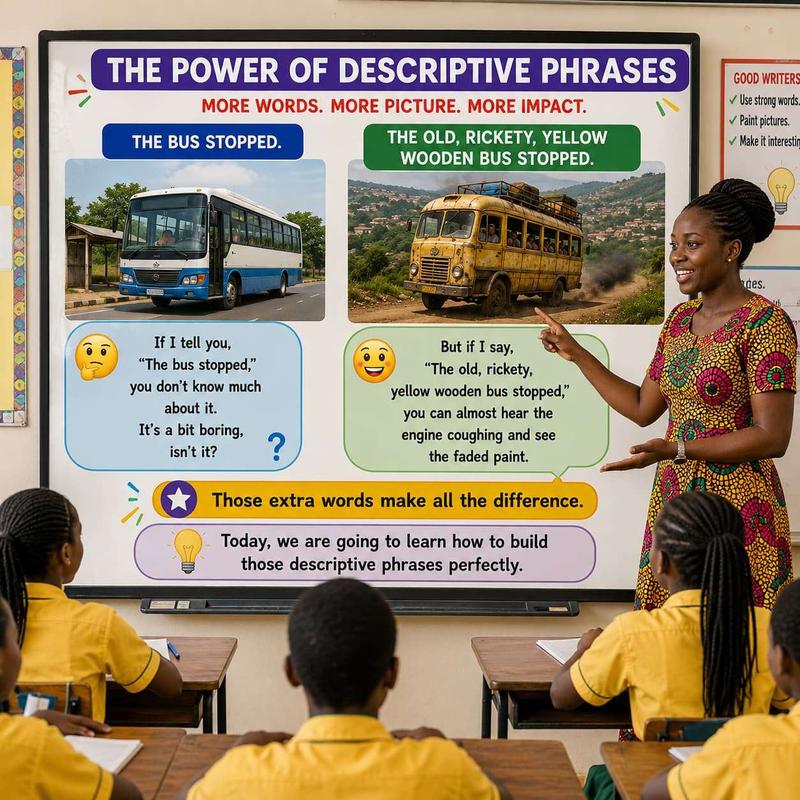 THE POWER OF DESCRIPTIVE PHRASES
MORE WORDS. MORE PICTURE. MORE IMPACT.
THE BUS STOPPED.
THE OLD, RICKETY, YELLOW
WOODEN BUS STOPPED.
If I tell you,
“The bus stopped,”
you don’t know much
about it.
It’s a bit boring,
isn’t it?
?
But if I say,
“The old, rickety,
yellow wooden bus stopped,”
you can almost hear the
engine coughing and see
the faded paint.
Those extra words make all the difference.
Today, we are going to learn how to build
those descriptive phrases perfectly.
GOOD WRITERS
✓ Use strong words.
✓ Paint pictures.
✓ Make it